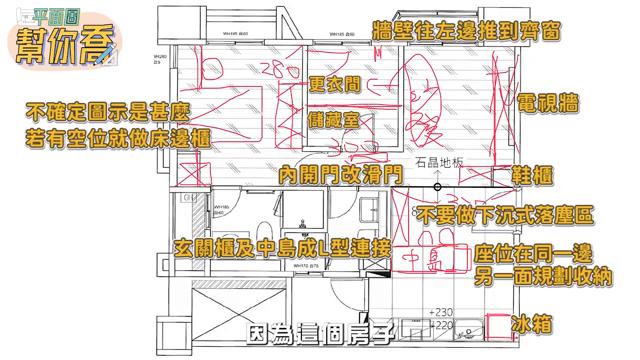 平面圖
幫你喬
牆壁往左邊推到齊窗
280
更衣間
電視牆
不確定圖示是甚麼
若有空位就做床邊櫃
儲藏室
沙發
石晶地板
內開門改滑門
鞋櫃
不要做下沉式落塵區
玄關櫃及中島成L型連接
中島
座位在同一邊
另一面規劃收納
+230
+220
冰箱
因為這個房子